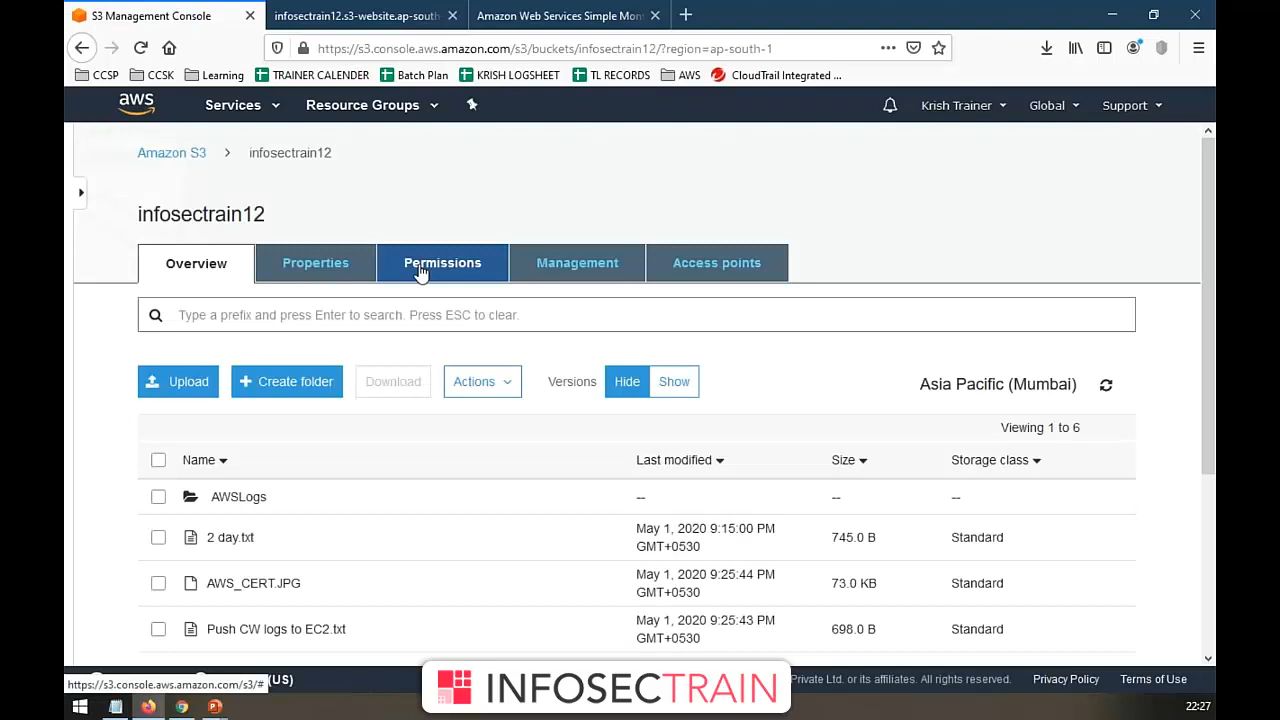 S3 Management Console
infosectrain12.s3-website.ap-south-
Amazon Web Services Simple Mon
https://s3.console.aws.amazon.com/s3/buckets/infosectrain12/?region=ap-south-1
CCSP CCSK Learning TRAINER CALENDER Batch Plan KRISH LOGSHEET TL RECORDS AWS CloudTrail Integrated ...
aws Services Resource Groups Krish Trainer Global Support
Amazon S3 > infosectrain12
infosectrain12
Overview Properties Permissions Management Access points
Type a prefix and press Enter to search. Press ESC to clear.
Upload + Create folder Download Actions Versions Hide Show Asia Pacific (Mumbai)
Viewing 1 to 6
Name Last modified Size Storage class
AWSLogs -- -- --
2 day.txt May 1, 2020 9:15:00 PM GMT+0530 745.0 B Standard
AWS_CERT.JPG May 1, 2020 9:25:44 PM GMT+0530 73.0 KB Standard
Push CW logs to EC2.txt May 1, 2020 9:25:43 PM GMT+0530 698.0 B Standard
https://s3.console.aws.amazon.com/s3/# (US) Private Ltd. or its affiliates. All rights reserved. Privacy Policy Terms of Use
INFOSECTRAIN
22:27